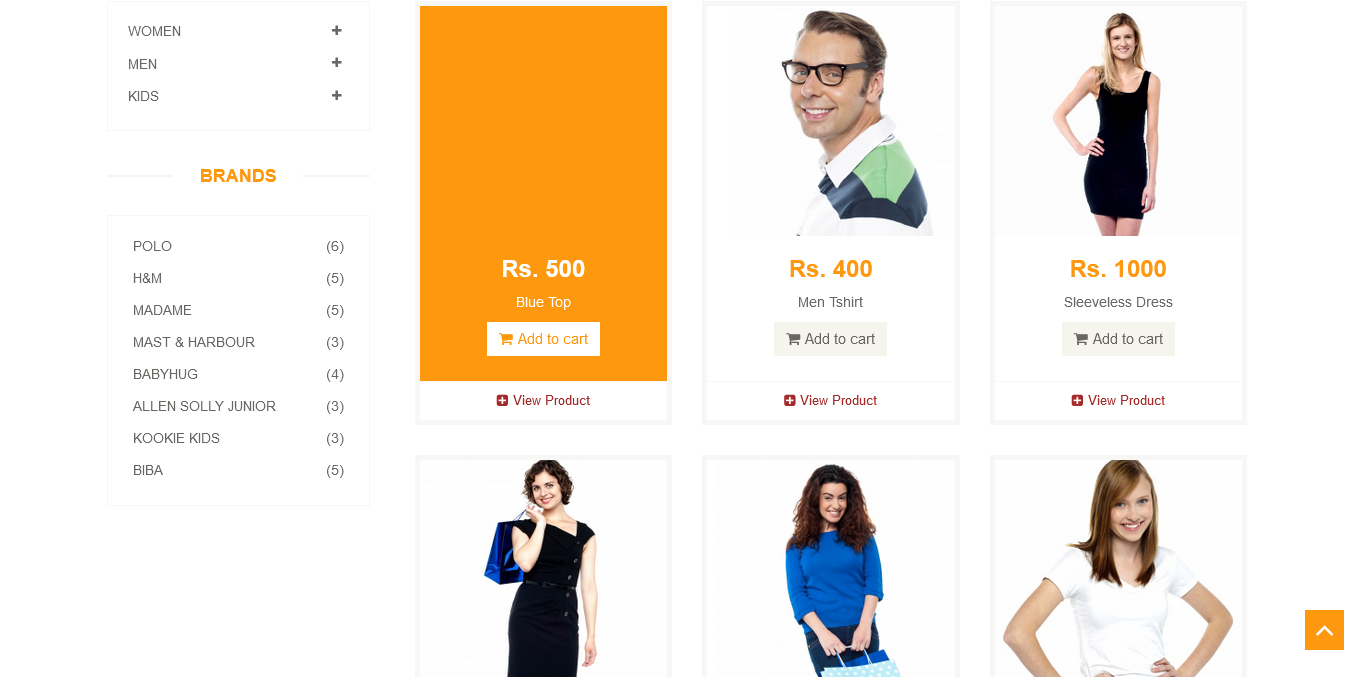 WOMEN
MEN
KIDS
BRANDS
POLO (6)
H&M (5)
MADAME (5)
MAST & HARBOUR (3)
BABYHUG (4)
ALLEN SOLLY JUNIOR (3)
KOOKIE KIDS (3)
BIBA (5)
Rs. 500
Blue Top
Add to cart
View Product
Rs. 400
Men Tshirt
Add to cart
View Product
Rs. 1000
Sleeveless Dress
Add to cart
View Product